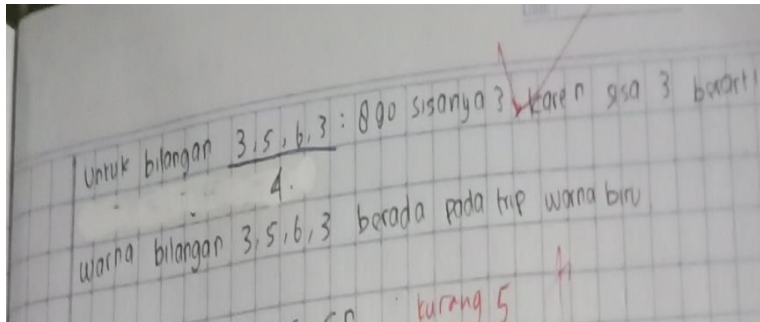 untuk bilangan 3,5,6,3 : 890 sisanya 3 karen sisa 3 berarti
4.
warna bilangan 3,5,6,3 berada pada trip warna biru
kurang 5